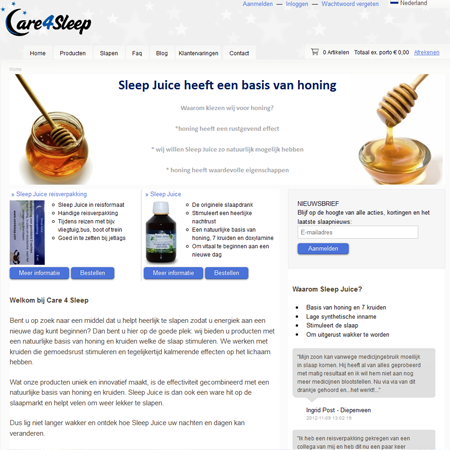 Aanmelden — Inloggen — Wachtwoord vergeten
Nederland
Care4Sleep
Home Producten Slapen Faq Blog Klantervaringen Contact
0 Artikelen Totaal ex. porto € 0,00 Afrekenen
Home
Sleep Juice heeft een basis van honing
Waarom kiezen wij voor honing?
*honing heeft een rustgevend effect
* wij willen Sleep Juice zo natuurlijk mogelijk hebben
* honing heeft waardevolle eigenschappen
» Sleep Juice reisverpakking
Sleep Juice in reisformaat
Handige reisverpakking
Tijdens reizen met bijv.
vliegtuig,bus, boot of trein
Goed in te zetten bij jetlags
Meer informatie Bestellen
» Sleep Juice
De originele slaapdrank
Stimuleert een heerlijke
nachtrust
Een natuurlijke basis van
honing, 7 kruiden en doxylamine
Om vitaal te beginnen aan een
nieuwe dag
Meer informatie Bestellen
NIEUWSBRIEF
Blijf op de hoogte van alle acties, kortingen en het
laatste slaapnieuws:
E-mailadres
Aanmelden
Welkom bij Care 4 Sleep
Bent u op zoek naar een middel dat u helpt heerlijk te slapen zodat u energiek aan een
nieuwe dag kunt beginnen? Dan bent u hier op de goede plek: wij bieden u producten met
een natuurlijke basis van honing en kruiden welke de slaap stimuleren. We werken met
kruiden die gemoedsrust stimuleren en tegelijkertijd kalmerende effecten op het lichaam
hebben.
Wat onze producten uniek en innovatief maakt, is de effectiviteit gecombineerd met een
natuurlijke basis van honing en kruiden. Sleep Juice is dan ook een ware hit op de
slaapmarkt en helpt velen om weer lekker te slapen.
Dus lig niet langer wakker en ontdek hoe Sleep Juice uw nachten en dagen kan
veranderen.
Waarom Sleep Juice?
Basis van honing en 7 kruiden
Lage synthetische inname
Stimuleert de slaap
Om uitgerust wakker te worden
"Mijn zoon kan vanwege medicijngebruik moeilijk
in slaap komen. Hij heeft al van alles geprobeerd
met matig resultaat en ik wil hem niet aan nog
meer medicijnen blootstellen. Nu via via van dit
drankje gehoord en...het werkt!..."
Ingrid Post - Diepenveen
2012-11-09 13:02:18
"Ik heb een reisverpakking gekregen van een
collega van mij en heb dit nu een paar keer